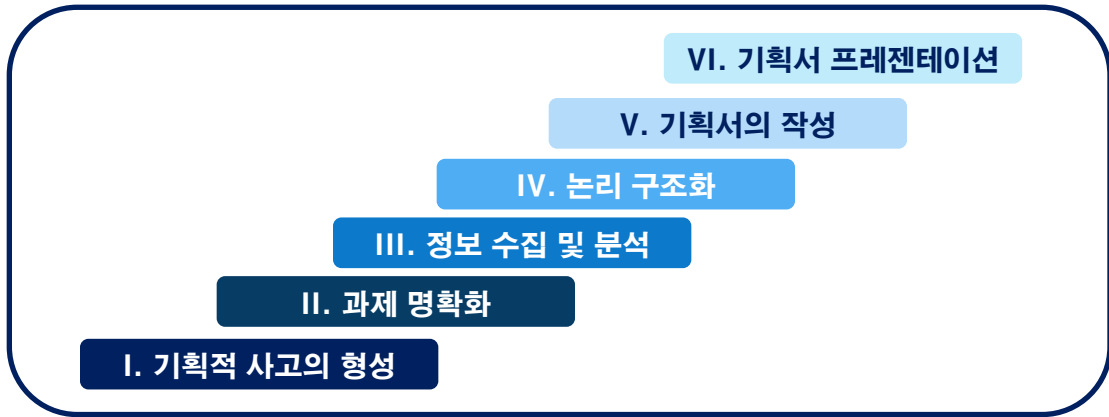 VI. 기획서 프레젠테이션
V. 기획서의 작성
IV. 논리 구조화
III. 정보 수집 및 분석
II. 과제 명확화
I. 기획적 사고의 형성